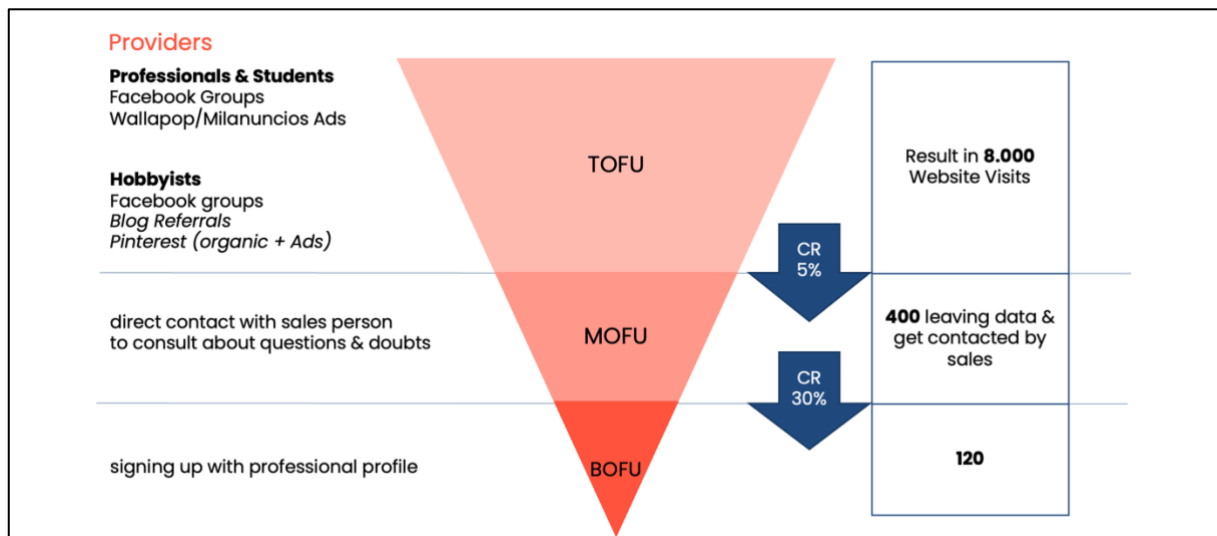 Providers
Professionals & Students
Facebook Groups
Wallapop/Milanuncios Ads
Hobbyists
Facebook groups
Blog Referrals
Pinterest (organic + Ads)
TOFU
Result in 8.000
Website Visits
CR
5%
direct contact with sales person
to consult about questions & doubts
MOFU
400 leaving data &
get contacted by
sales
CR
30%
signing up with professional profile
BOFU
120